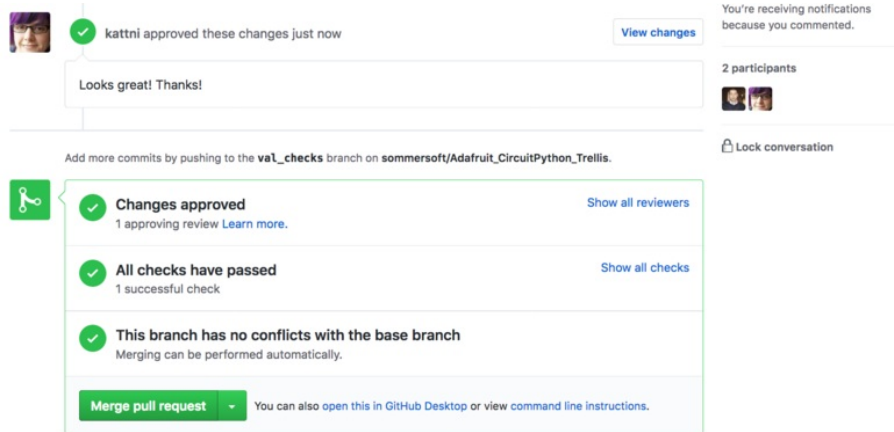 You're receiving notifications
because you commented.
kattni approved these changes just now
View changes
2 participants
Looks great! Thanks!
Lock conversation
Add more commits by pushing to the val_checks branch on sommersoft/Adafruit_CircuitPython_Trellis.
Changes approved
Show all reviewers
1 approving review Learn more.
All checks have passed
Show all checks
1 successful check
This branch has no conflicts with the base branch
Merging can be performed automatically.
Merge pull request
You can also open this in GitHub Desktop or view command line instructions.